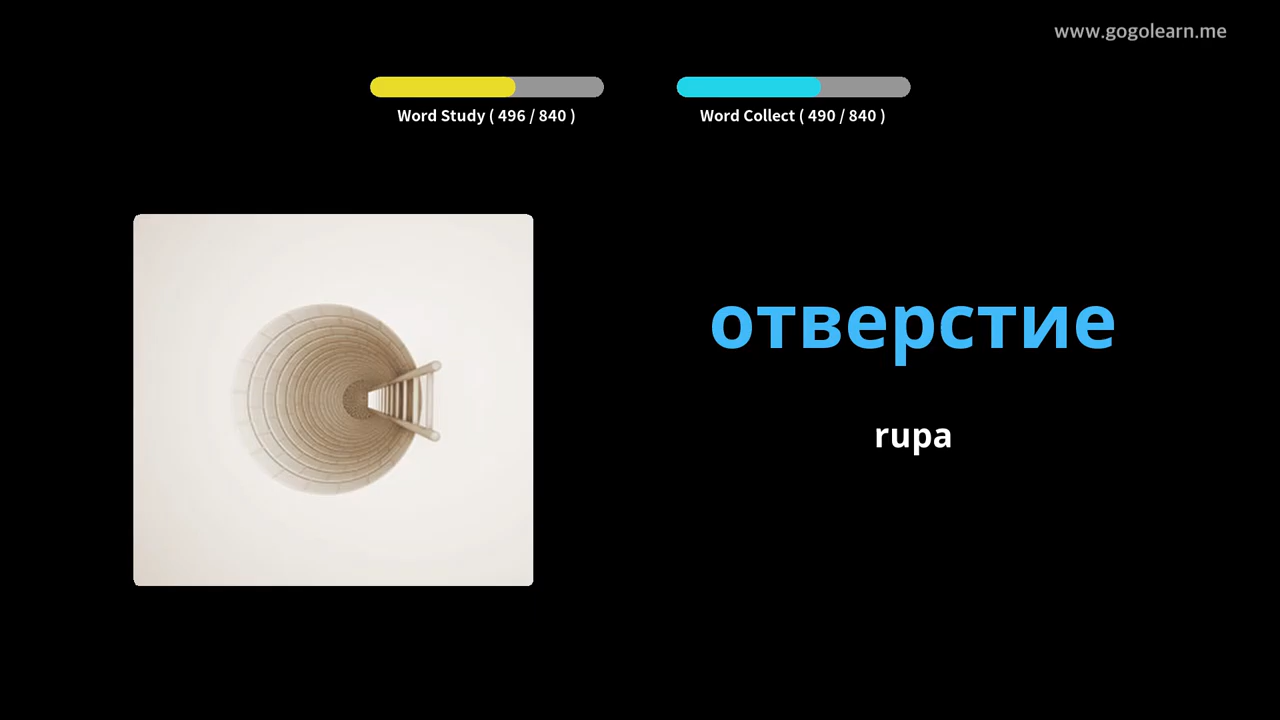 www.gogolearn.me
Word Study ( 496 / 840 )
Word Collect ( 490 / 840 )
отверстие
rupa